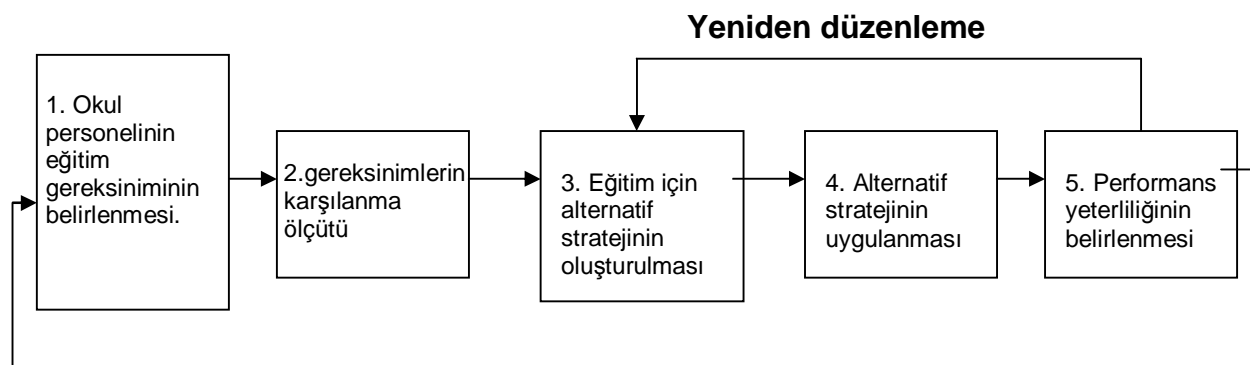 Yeniden düzenleme
1. Okul
personelinin
eğitim
gereksiniminin
belirlenmesi.
2.gereksinimlerin
karşılanma
ölçütü
3. Eğitim için
alternatif
stratejinin
oluşturulması
4. Alternatif
stratejinin
uygulanması
5. Performans
yeterliliğinin
belirlenmesi